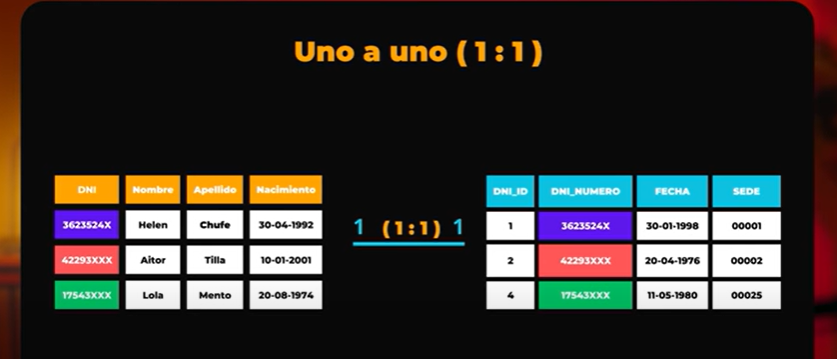 Uno a uno (1:1)
DNI Nombre Apellido Nacimiento
3623524X Helen Chufe 30-04-1992
42293XXX Aitor Tilla 10-01-2001
17543XXX Lola Mento 20-08-1974
1 (1:1) 1
DNI_ID DNI_NUMERO FECHA SEDE
1 3623524X 30-01-1998 00001
2 42293XXX 20-04-1976 00002
4 17543XXX 11-05-1980 00025